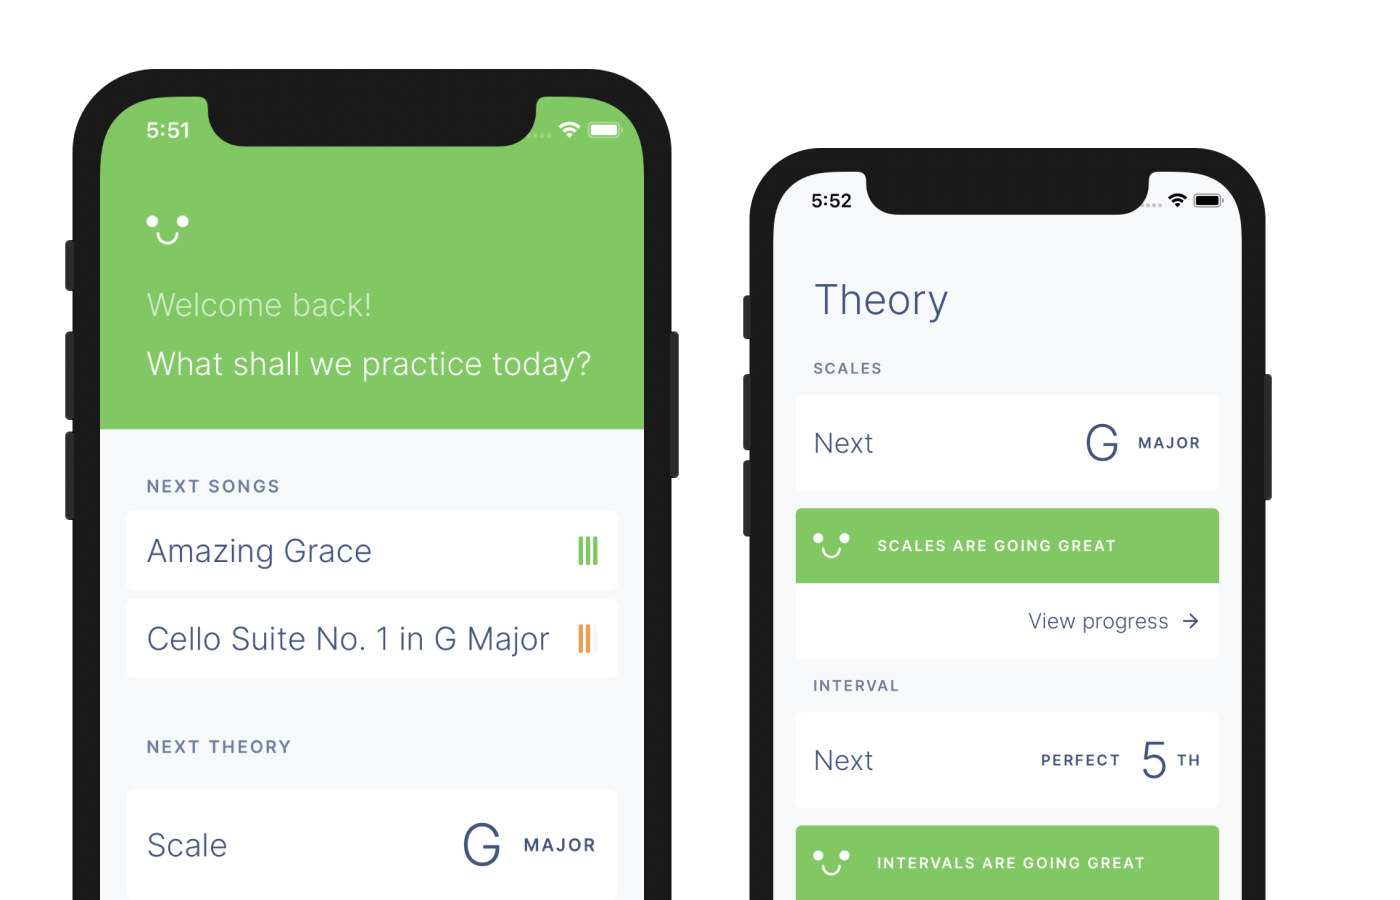 5:51
Welcome back!
What shall we practice today?
NEXT SONGS
Amazing Grace
Cello Suite No. 1 in G Major
NEXT THEORY
Scale G MAJOR
5:52
Theory
SCALES
Next G MAJOR
SCALES ARE GOING GREAT
View progress →
INTERVAL
Next PERFECT 5 TH
INTERVALS ARE GOING GREAT